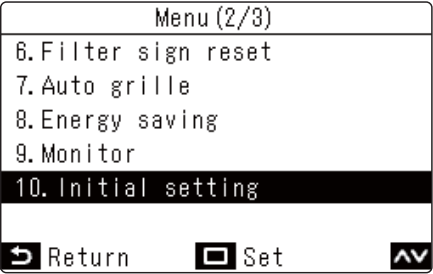 Menu(2/3)
6.Filter sign reset
7.Auto grille
8.Energy saving
9.Monitor
10.Initial setting
Return Set